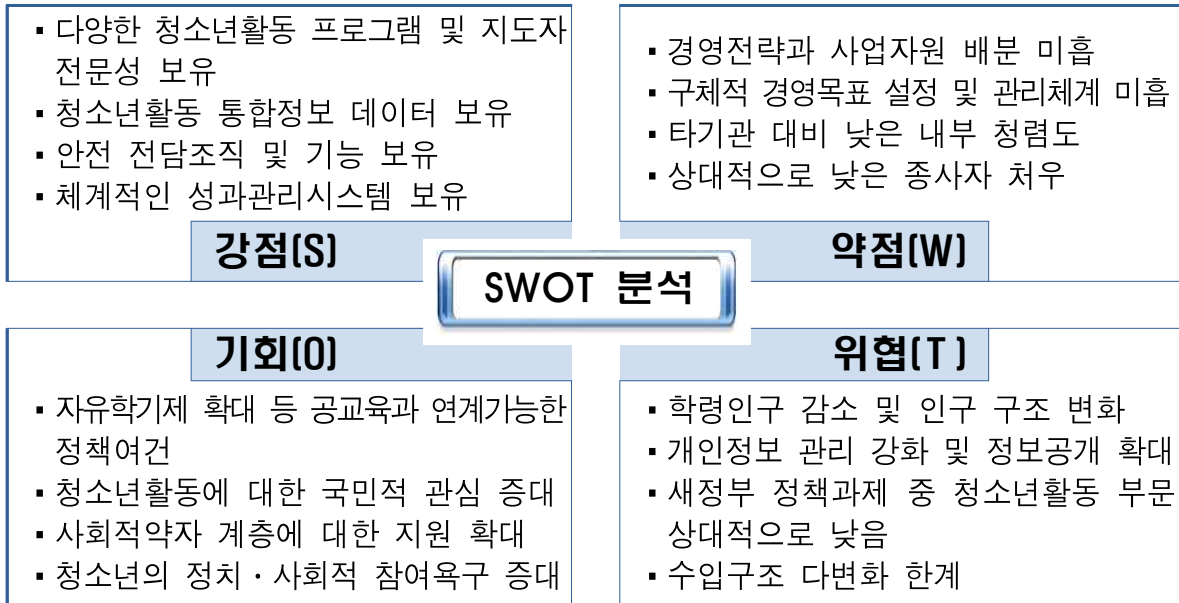 ▪ 다양한 청소년활동 프로그램 및 지도자
전문성 보유
▪ 청소년활동 통합정보 데이터 보유
▪ 안전 전담조직 및 기능 보유
▪ 체계적인 성과관리시스템 보유
강점(S)
▪ 경영전략과 사업자원 배분 미흡
▪ 구체적 경영목표 설정 및 관리체계 미흡
▪ 타기관 대비 낮은 내부 청렴도
▪ 상대적으로 낮은 종사자 처우
약점(W)
SWOT 분석
기회(O)
▪ 자유학기제 확대 등 공교육과 연계가능한
정책여건
▪ 청소년활동에 대한 국민적 관심 증대
▪ 사회적약자 계층에 대한 지원 확대
▪ 청소년의 정치·사회적 참여욕구 증대
위협(T)
▪ 학령인구 감소 및 인구 구조 변화
▪ 개인정보 관리 강화 및 정보공개 확대
▪ 새정부 정책과제 중 청소년활동 부문
상대적으로 낮음
▪ 수입구조 다변화 한계